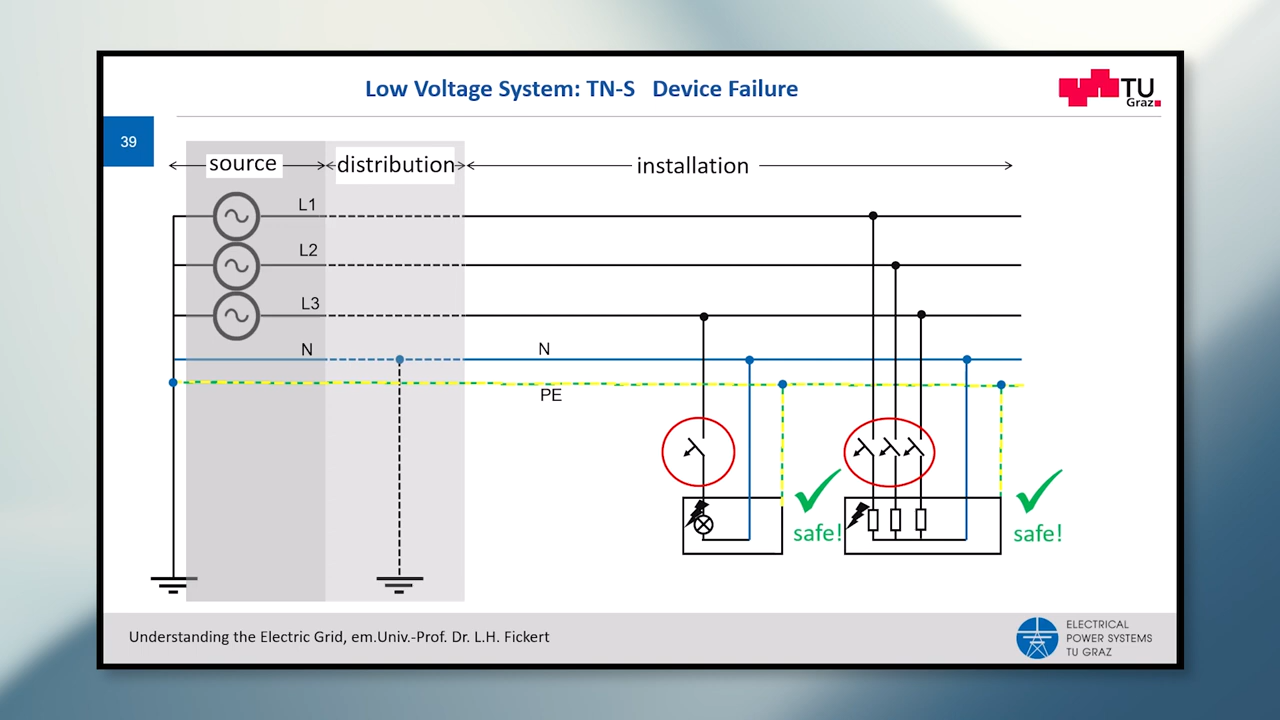 Low Voltage System: TN-S Device Failure
TU
Graz
39
source
distribution
installation
L1
L2
L3
N
N
PE
safe!
safe!
Understanding the Electric Grid, em.Univ.-Prof. Dr. L.H. Fickert
ELECTRICAL
POWER SYSTEMS
TU GRAZ